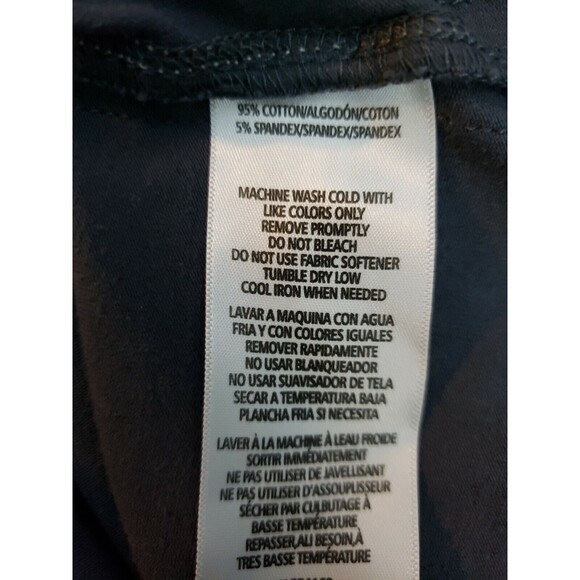 95% COTTON/ALGODÓN/COTON
5% SPANDEX/SPANDEX/SPANDEX
MACHINE WASH COLD WITH
LIKE COLORS ONLY
REMOVE PROMPTLY
DO NOT BLEACH
DO NOT USE FABRIC SOFTENER
TUMBLE DRY LOW
COOL IRON WHEN NEEDED
LAVAR A MAQUINA CON AGUA
FRIA Y CON COLORES IGUALES
REMOVER RAPIDAMENTE
NO USAR BLANQUEADOR
NO USAR SUAVISADOR DE TELA
SECAR A TEMPERATURA BAJA
PLANCHA FRIA SI NECESITA
LAVER À LA MACHINE À LEAU FROIDE
SORTIR IMMÉDIATEMENT
NE PAS UTILISER DE JAVELLISANT
NE PAS UTILISER D'ASSOUPLISSEUR
SÉCHER PAR CULBUTAGE À
BASSE TEMPÉRATURE
REPASSER,AU BESOIN,À
TRES BASSE TEMPÉRATURE